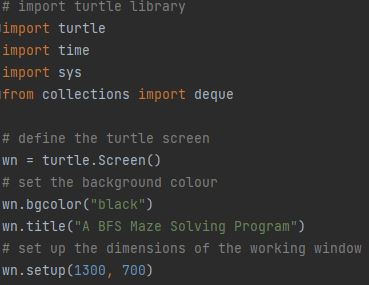 # import turtle library
import turtle
import time
import sys
from collections import deque
# define the turtle screen
wn = turtle.Screen()
# set the background colour
wn.bgcolor("black")
wn.title("A BFS Maze Solving Program")
# set up the dimensions of the working window
wn.setup(1300, 700)